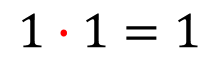 1 · 1 = 1